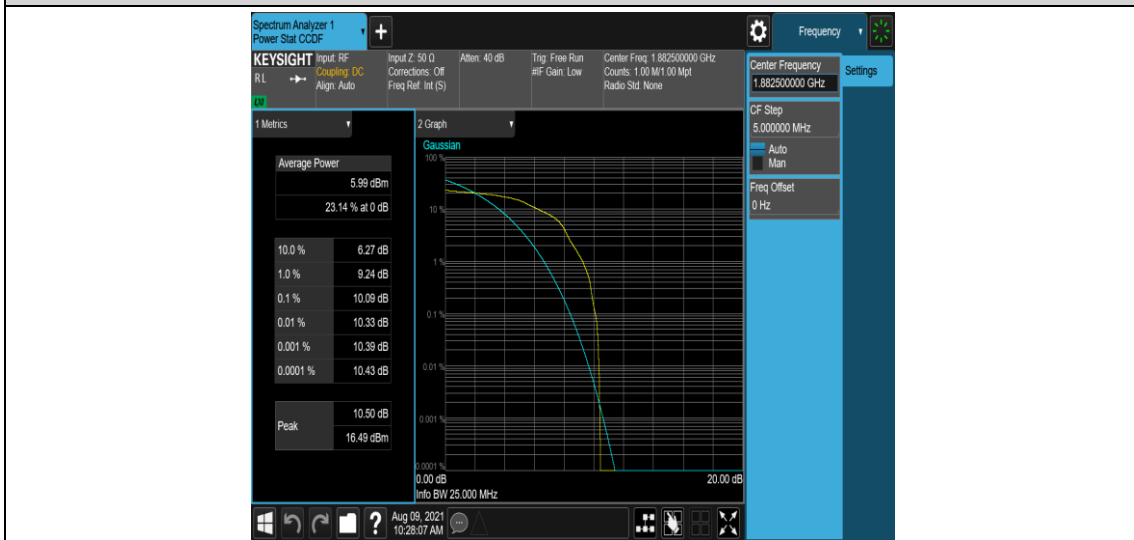 Spectrum Analyzer 1
Power Stat CCDF
Frequency
KEYSIGHT
RL
LXI
Input: RF
Coupling: DC
Align: Auto
Input Z: 50 Ω
Corrections: Off
Freq Ref: Int (S)
Atten: 40 dB
Trig: Free Run
#IF Gain: Low
Center Freq: 1.882500000 GHz
Counts: 1.00 M/1.00 Mpt
Radio Std: None
Center Frequency
1.882500000 GHz
Settings
CF Step
5.000000 MHz
Auto
Man
Freq Offset
0 Hz
1 Metrics
Average Power
5.99 dBm
23.14 % at 0 dB
10.0 % 6.27 dB
1.0 % 9.24 dB
0.1 % 10.09 dB
0.01 % 10.33 dB
0.001 % 10.39 dB
0.0001 % 10.43 dB
Peak
10.50 dB
16.49 dBm
2 Graph
Gaussian
100 %
10 %
1 %
0.1 %
0.01 %
0.001 %
0.0001 %
0.00 dB 20.00 dB
Info BW 25.000 MHz
?
Aug 09, 2021
10:28:07 AM